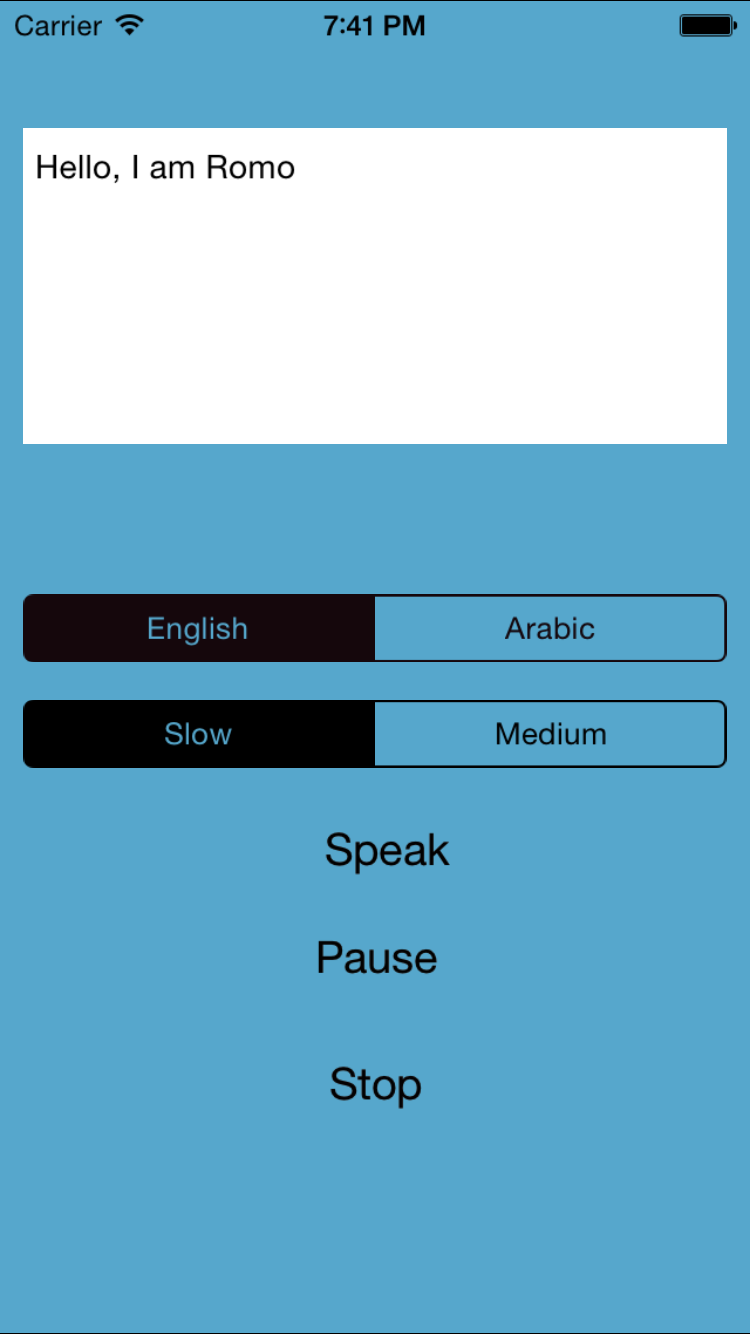 Carrier 7:41 PM
Hello, I am Romo
English Arabic
Slow Medium
Speak
Pause
Stop